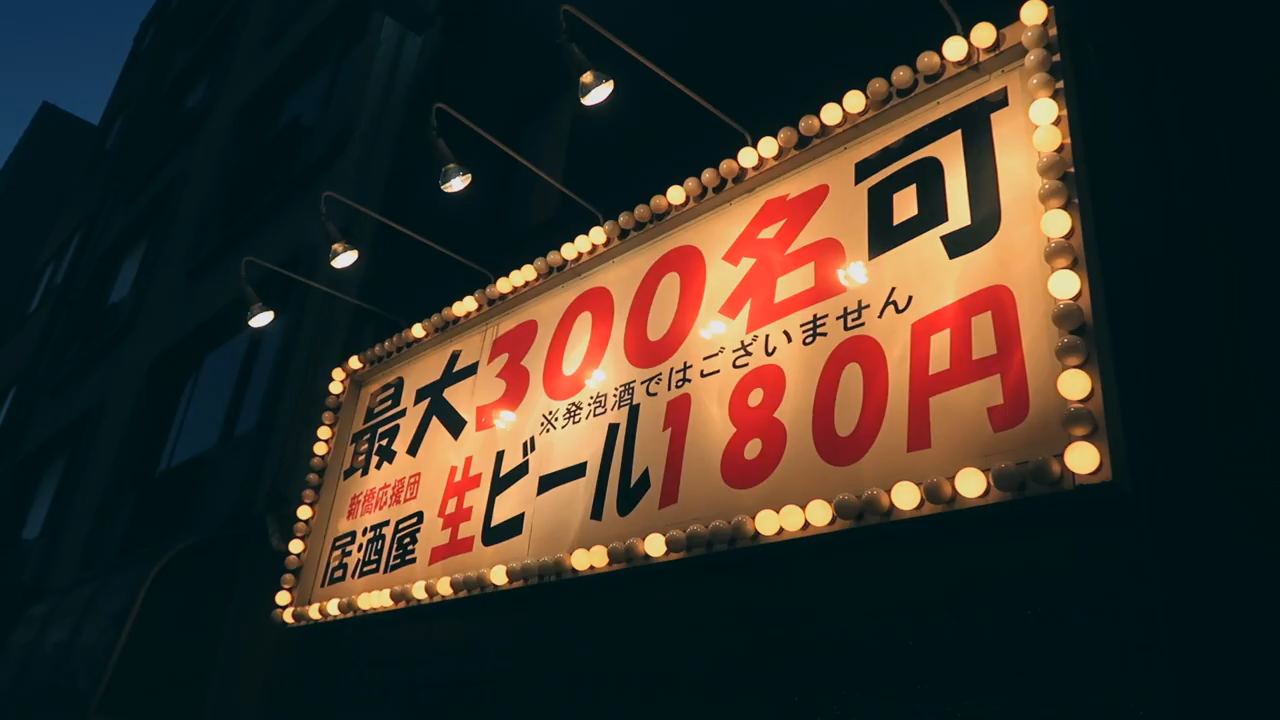 最大300名可
※発泡酒ではございません
新橋応援団
居酒屋
生ビール180円